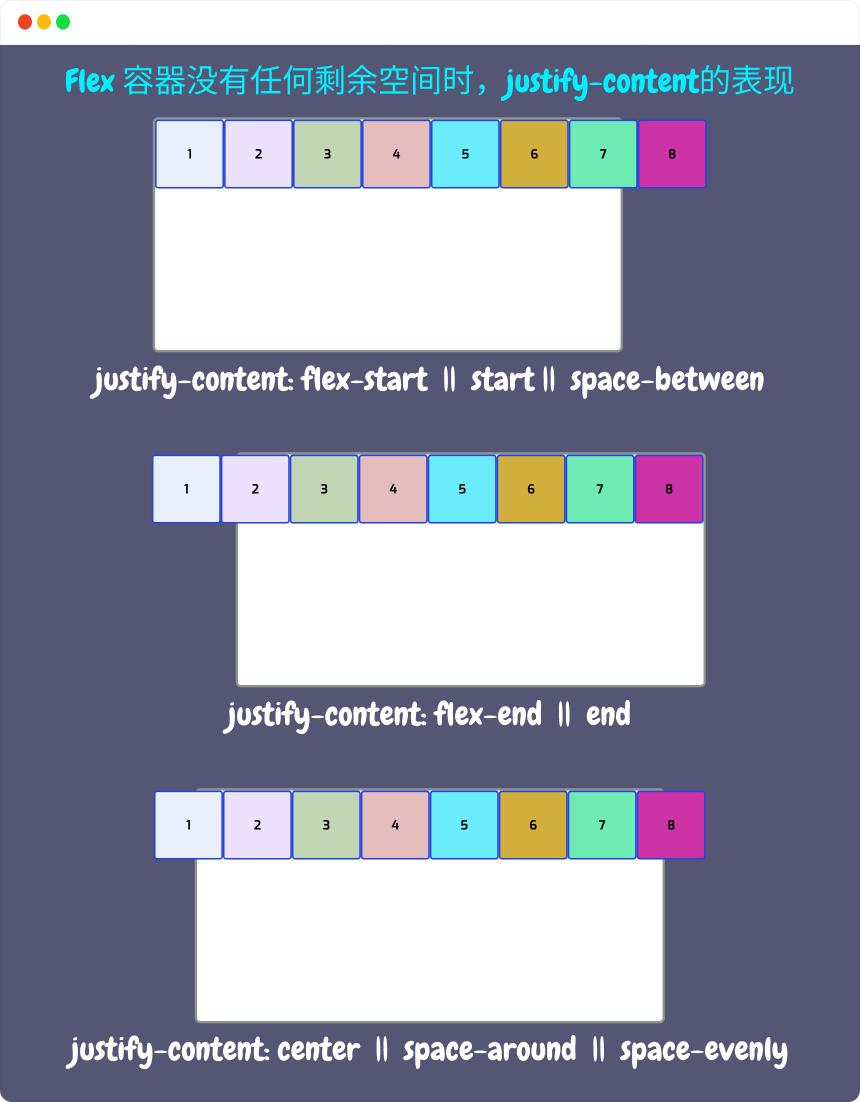 Flex 容器没有任何剩余空间时，justify-content的表现
1 2 3 4 5 6 7 8
justify-content: flex-start || start || space-between
1 2 3 4 5 6 7 8
justify-content: flex-end || end
1 2 3 4 5 6 7 8
justify-content: center || space-around || space-evenly